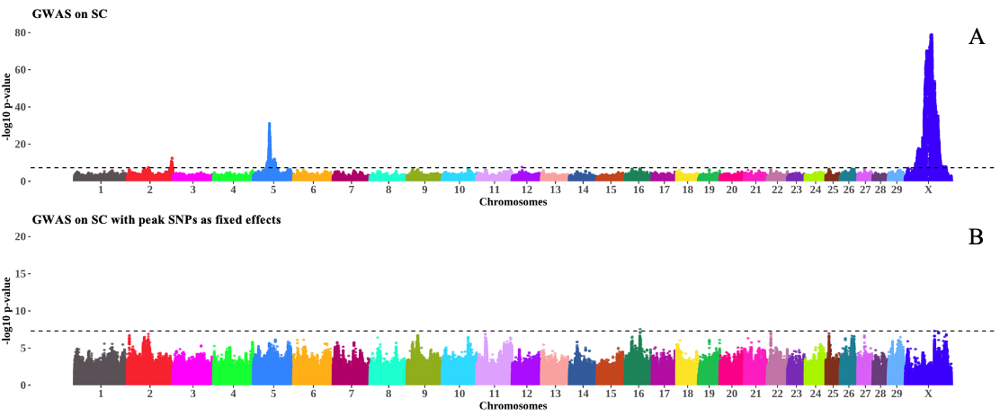 GWAS on SC
A
80
60
40
20
0
-log10 p-value
1 2 3 4 5 6 7 8 9 10 11 12 13 14 15 16 17 18 19 20 21 22 23 24 25 26 27 28 29 X
Chromosomes
GWAS on SC with peak SNPs as fixed effects
B
20
15
10
5
0
-log10 p-value
1 2 3 4 5 6 7 8 9 10 11 12 13 14 15 16 17 18 19 20 21 22 23 24 25 26 27 28 29 X
Chromosomes